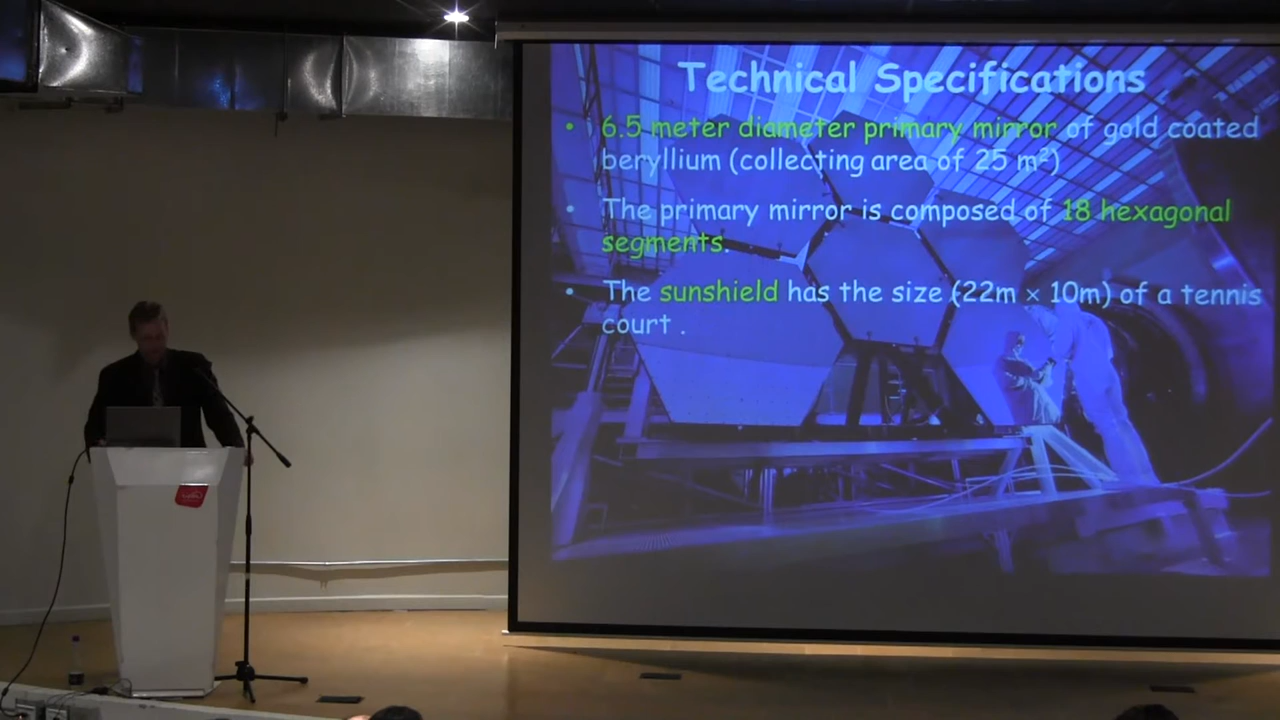 Technical Specifications
• 6.5 meter diameter primary mirror of gold coated
beryllium (collecting area of 25 m²)
• The primary mirror is composed of 18 hexagonal
segments.
• The sunshield has the size (22m × 10m) of a tennis
court .